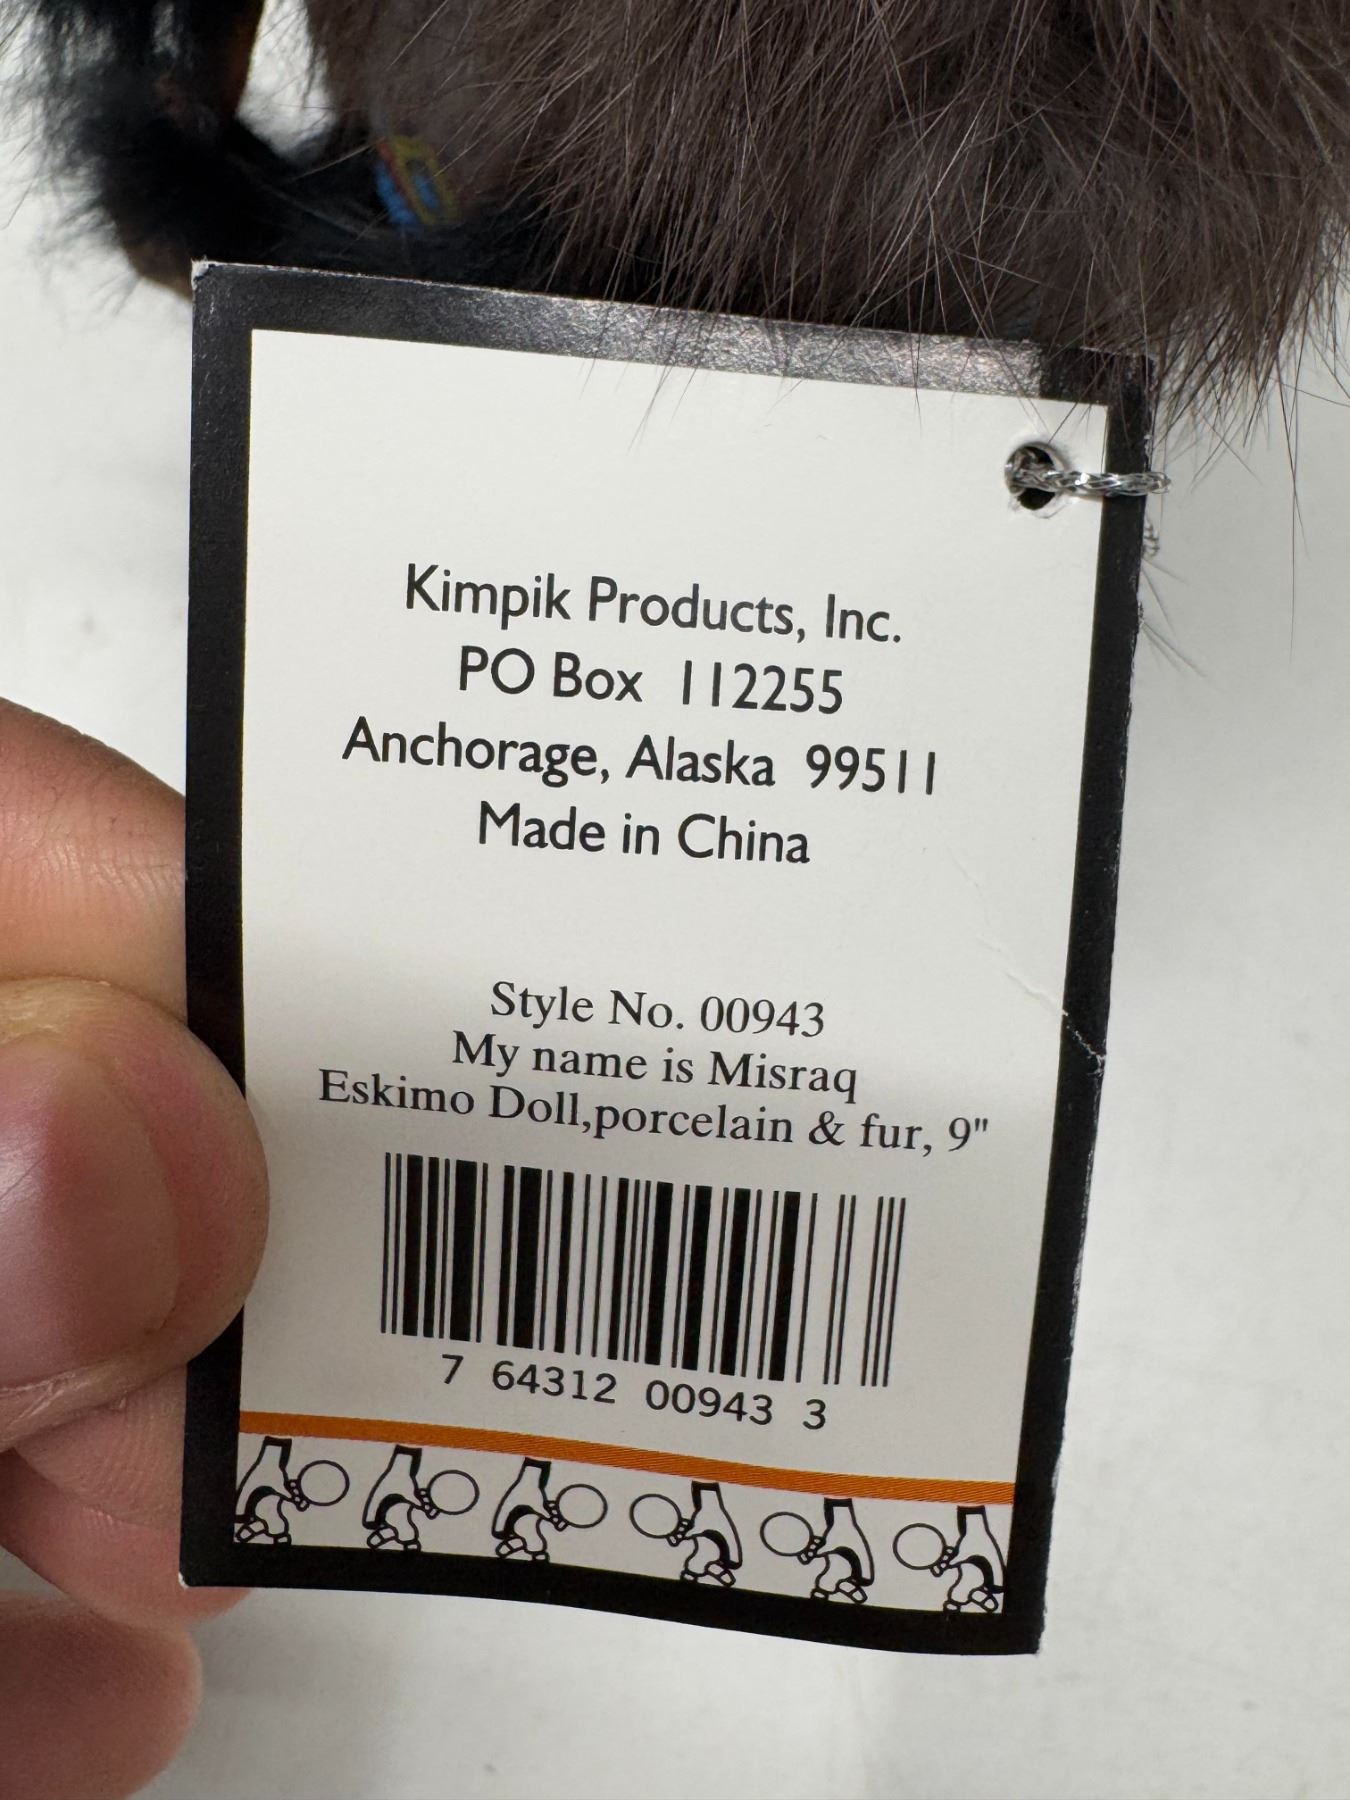 Kimpik Products, Inc.
PO Box 112255
Anchorage, Alaska 99511
Made in China
Style No. 00943
My name is Misraq
Eskimo Doll,porcelain & fur, 9"
7 64312 00943 3